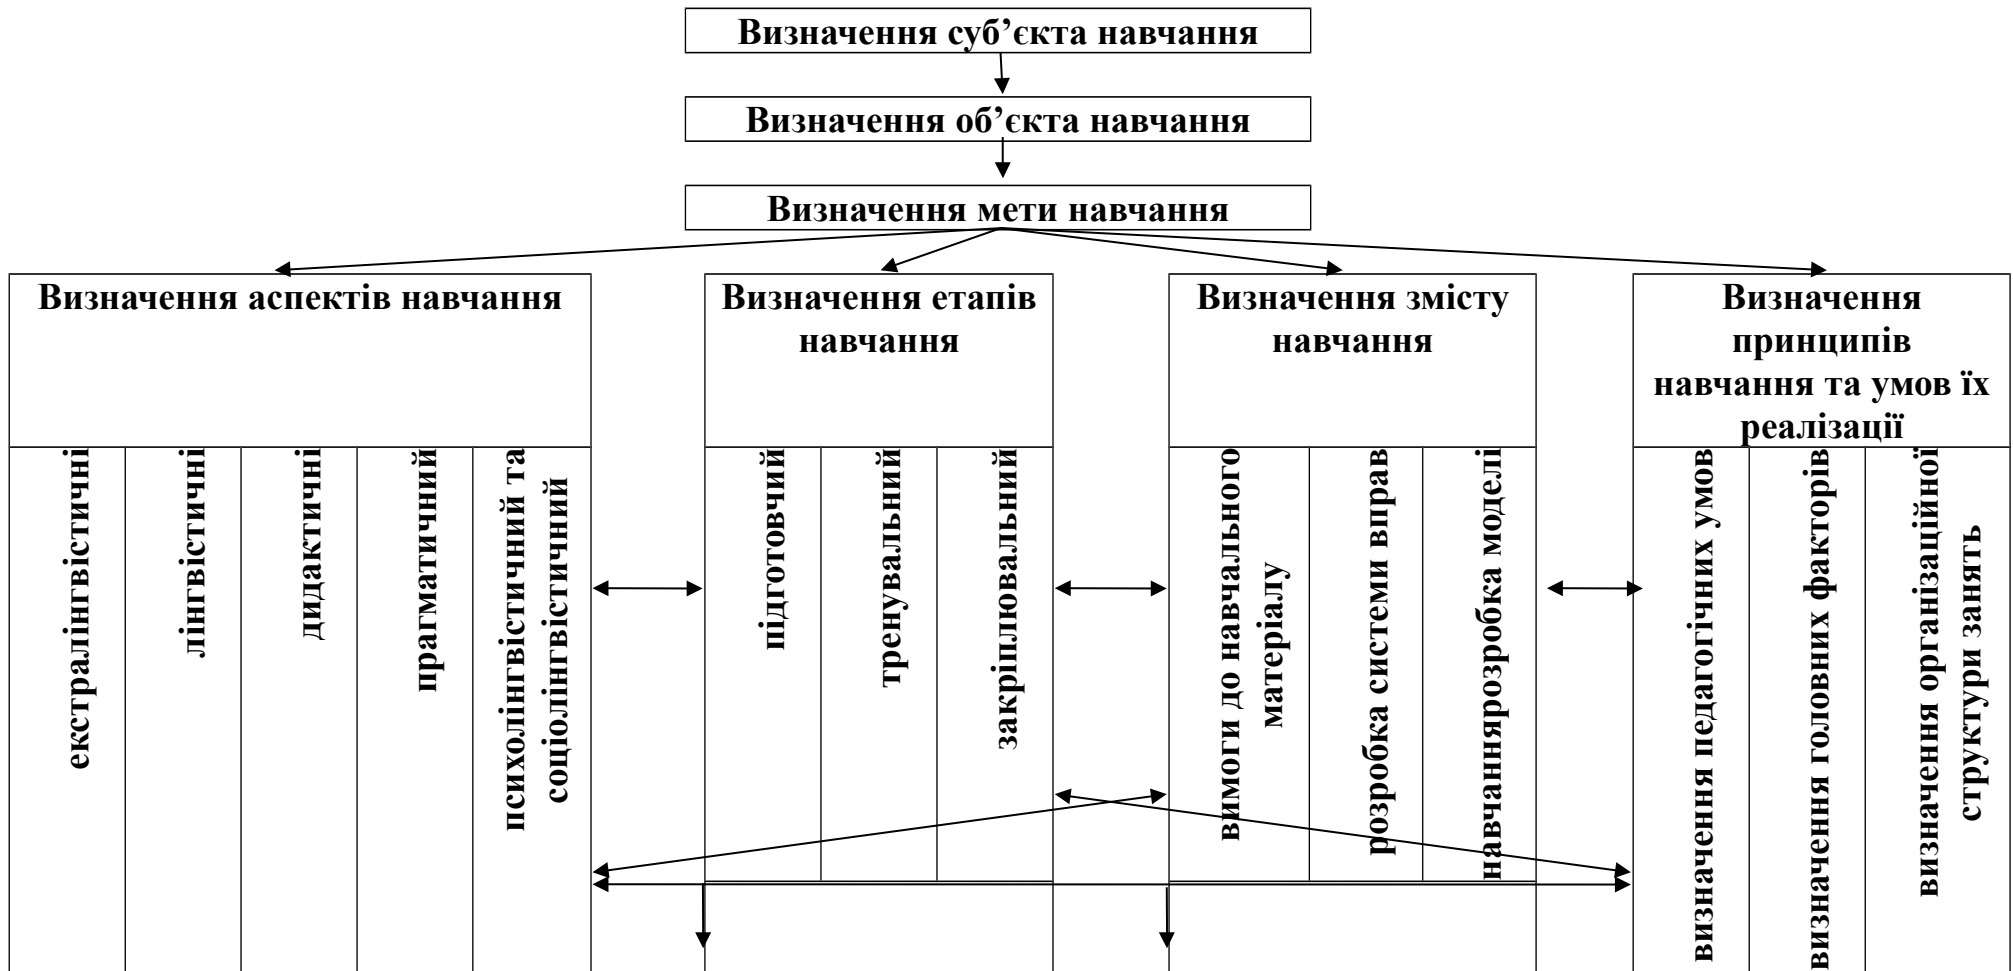 Визначення суб’єкта навчання
Визначення об’єкта навчання
Визначення мети навчання
Визначення аспектів навчання
Визначення етапів
навчання
Визначення змісту
навчання
Визначення
принципів
навчання та умов їх
реалізації
екстралінгвістичні
лінгвістичні
дидактичні
прагматичний
психолінгвістичний та
соціолінгвістичний
підготовчий
тренувальний
закріплювальний
вимоги до навчального
матеріалу
розробка системи вправ
навчаннярозробка моделі
визначення педагогічних умов
визначення головних факторів
визначення організаційної
структури занять